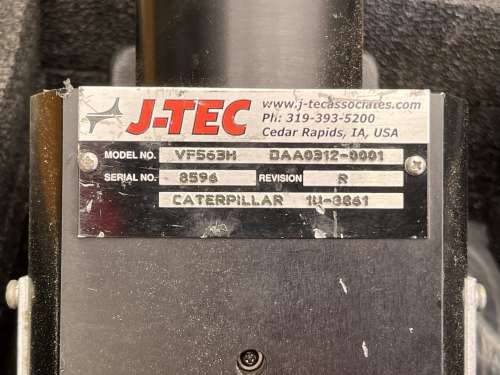 J-TEC
www.j-tecassociates.com
Ph: 319-393-5200
Cedar Rapids, IA, USA
MODEL NO. VF563H DAA0312-0001
SERIAL NO. 8596 REVISION R
CATERPILLAR 1U-8861